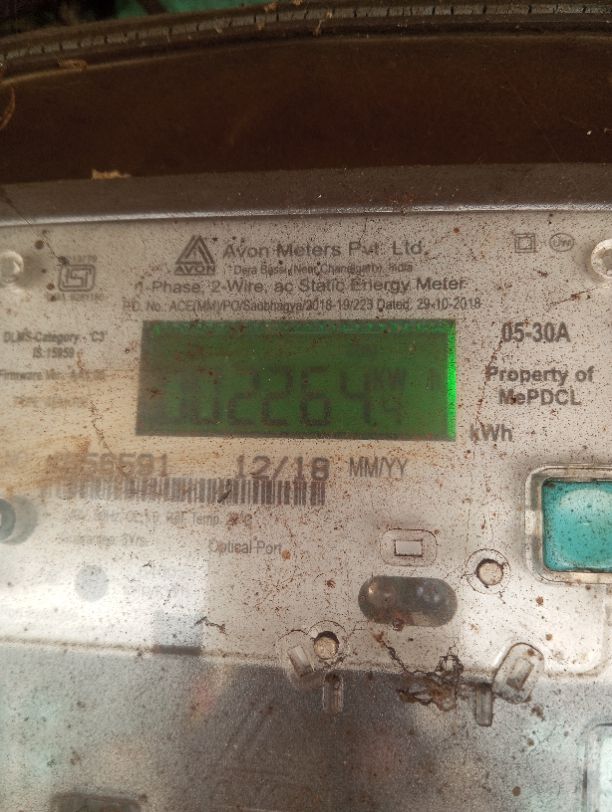 Avon Meters Pvt. Ltd.
AVON
Dera Bassi, Near Chandigarh, India
1-Phase, 2-Wire, ac Static Energy Meter
P.O. No.: ACE(MM)/PO/Saubhagya/2018-19/223 Dated, 29-10-2018
DLMS-Category - 'C3'
IS:15959
05-30A
Property of
MePDCL
002264.4
kWh
12/18 MM/YY
Optical Port